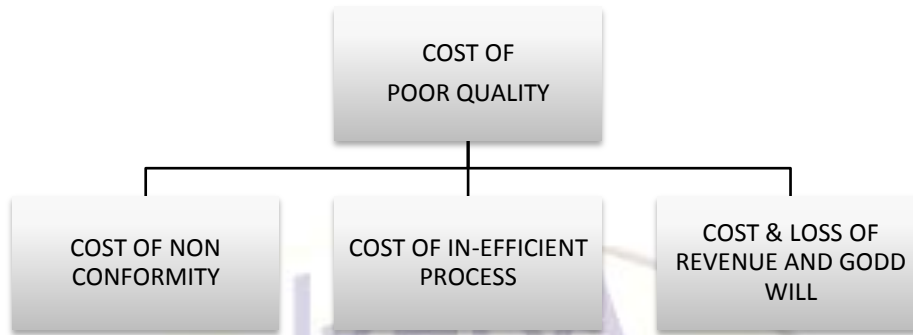 COST OF
POOR QUALITY
COST OF NON
CONFORMITY
COST OF IN-EFFICIENT
PROCESS
COST & LOSS OF
REVENUE AND GODD
WILL